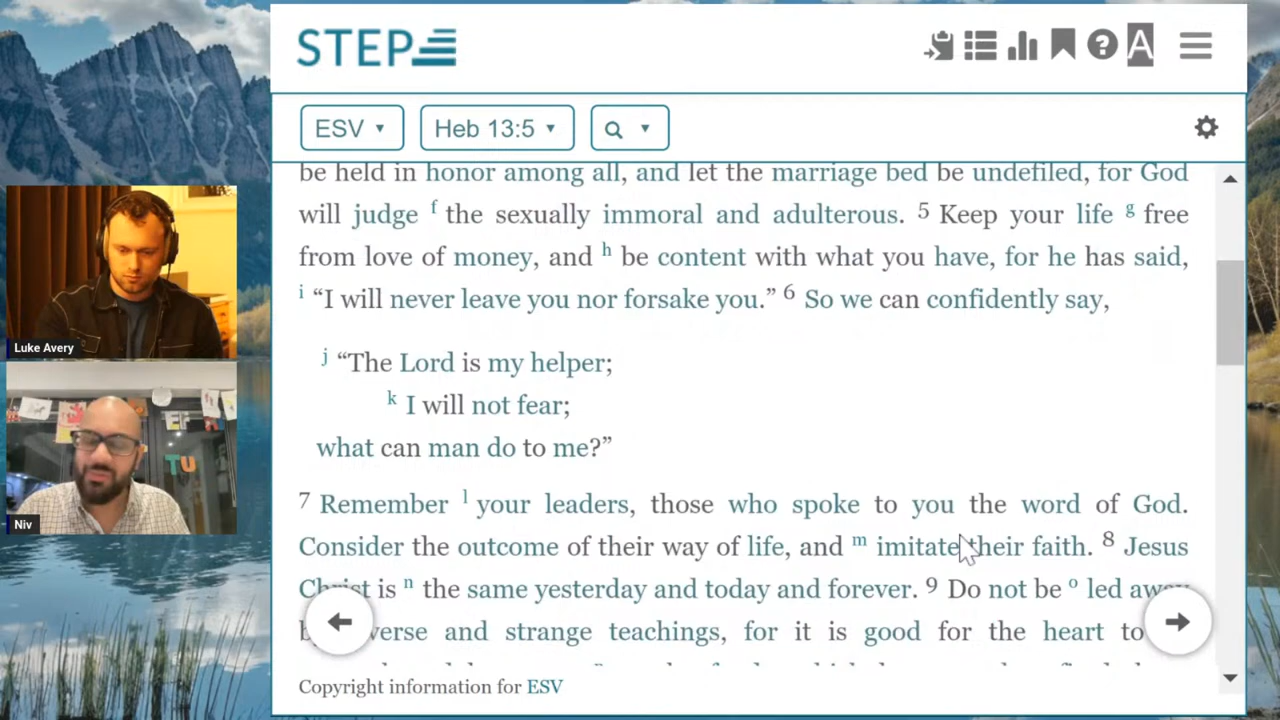 STEP
A
ESV
Heb 13:5
be held in honor among all, and let the marriage bed be undefiled, for God
will judge f the sexually immoral and adulterous. 5 Keep your life g free
from love of money, and h be content with what you have, for he has said,
i “I will never leave you nor forsake you.” 6 So we can confidently say,
j “The Lord is my helper;
k I will not fear;
what can man do to me?”
7 Remember l your leaders, those who spoke to you the word of God.
Consider the outcome of their way of life, and m imitate their faith. 8 Jesus
Christ is n the same yesterday and today and forever. 9 Do not be o led away
and strange teachings, for it is good for the heart to
Copyright information for ESV
Luke Avery
Niv
TU